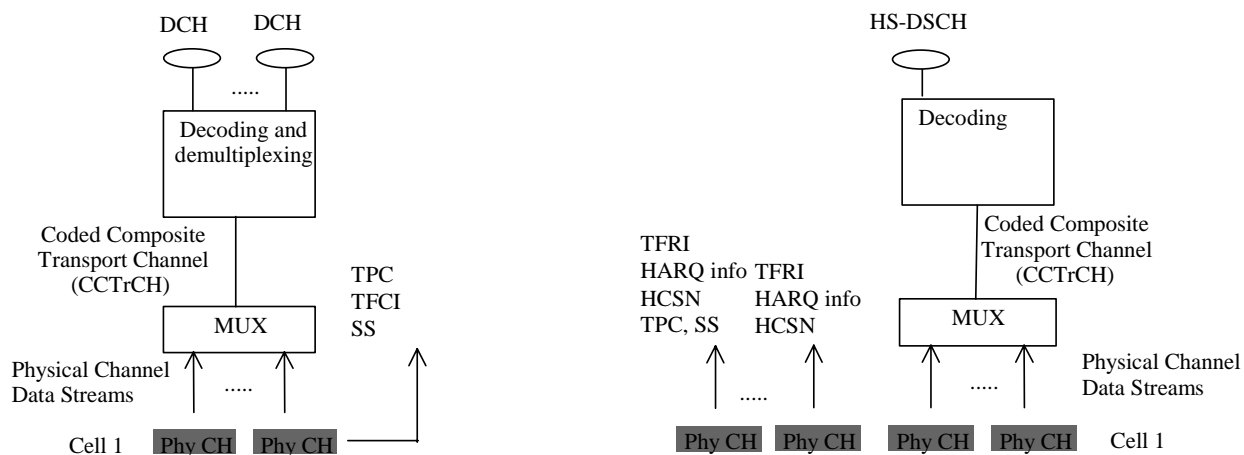 DCH
DCH
.....
Decoding and
demultiplexing
Coded Composite
Transport Channel
(CCTrCH)
MUX
TPC
TFCI
SS
Physical Channel
Data Streams
.....
Cell 1
Phy CH
Phy CH
HS-DSCH
Decoding
Coded Composite
Transport Channel
(CCTrCH)
TFRI
HARQ info
HCSN
TPC, SS
TFRI
HARQ info
HCSN
MUX
Physical Channel
Data Streams
.....
.....
Phy CH
Phy CH
Phy CH
Phy CH
Cell 1